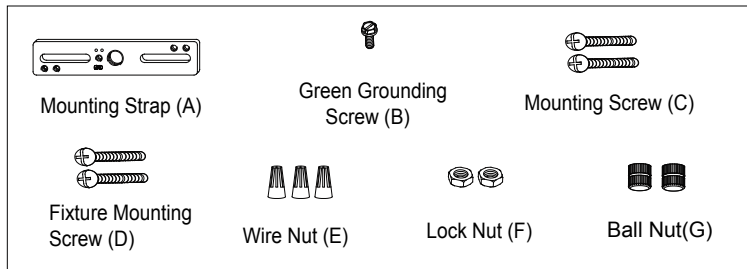 Mounting Strap (A)
Green Grounding
Screw (B)
Mounting Screw (C)
Fixture Mounting
Screw (D)
Wire Nut (E)
Lock Nut (F)
Ball Nut(G)